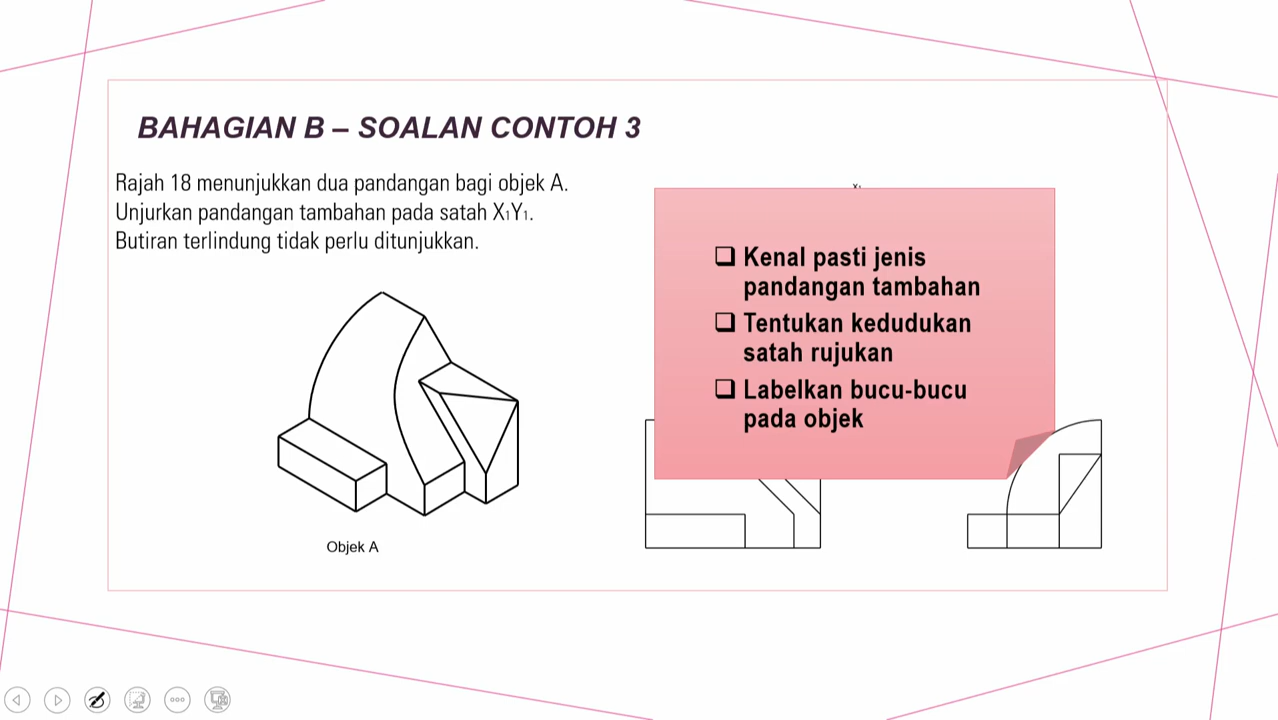 BAHAGIAN B – SOALAN CONTOH 3
Rajah 18 menunjukkan dua pandangan bagi objek A.
Unjurkan pandangan tambahan pada satah X₁Y₁.
Butiran terlindung tidak perlu ditunjukkan.
Objek A
X₁
❑ Kenal pasti jenis
pandangan tambahan
❑ Tentukan kedudukan
satah rujukan
❑ Labelkan bucu-bucu
pada objek